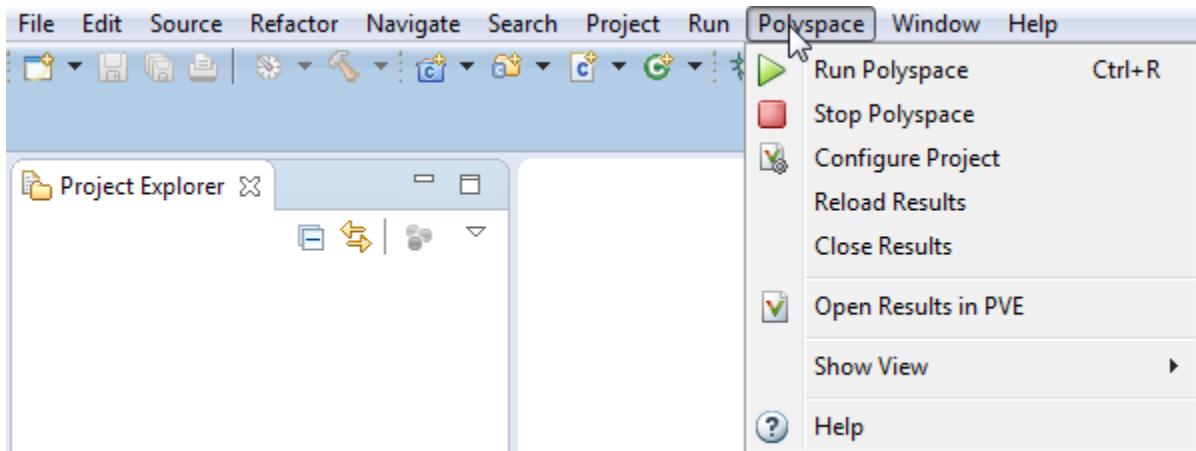 File Edit Source Refactor Navigate Search Project Run Polyspace Window Help
Run Polyspace Ctrl+R
Stop Polyspace
Configure Project
Reload Results
Close Results
Open Results in PVE
Show View
Help
Project Explorer